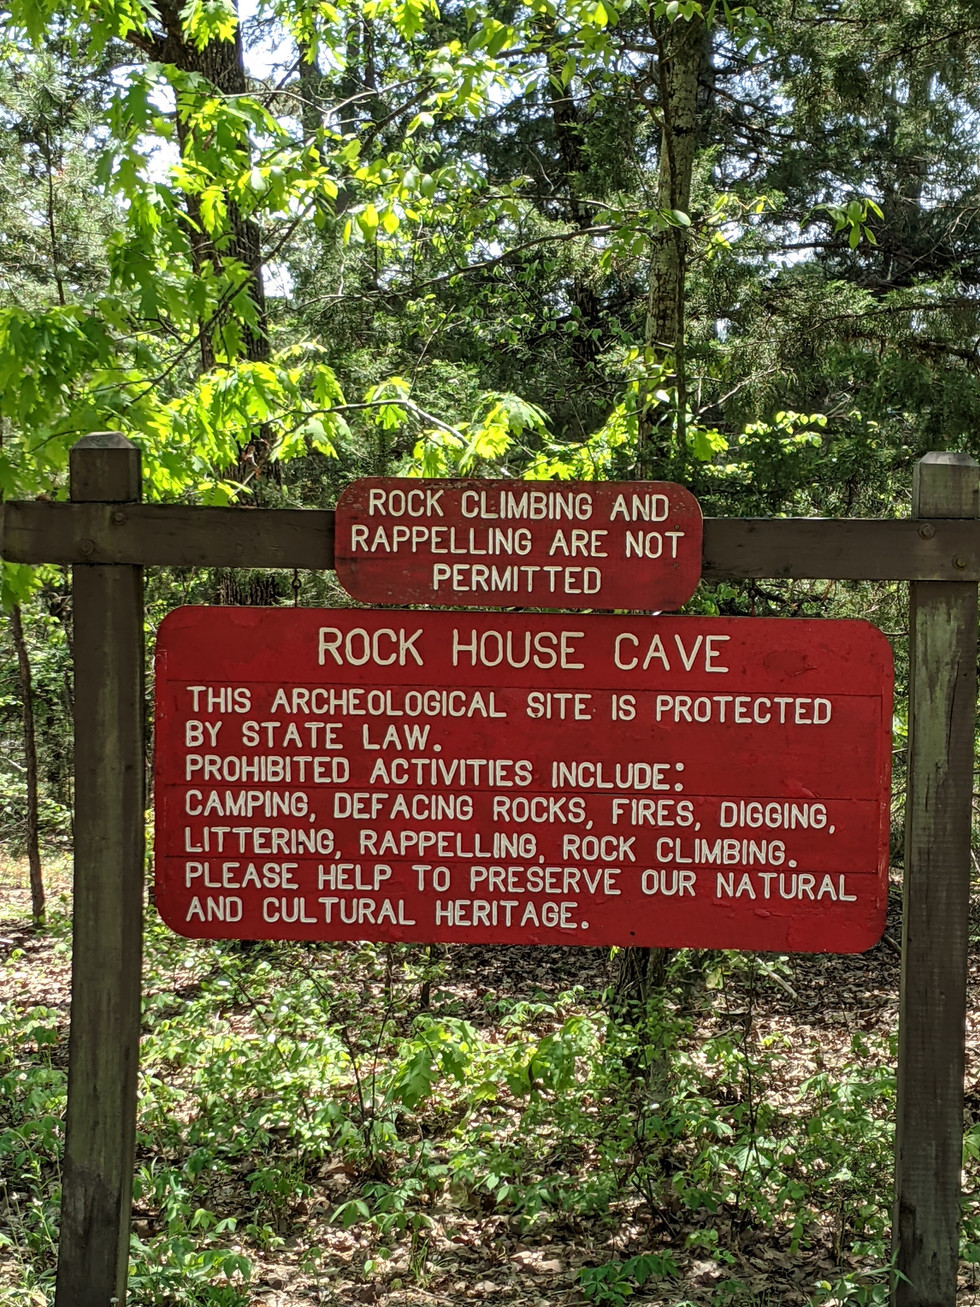 ROCK CLIMBING AND
RAPPELLING ARE NOT
PERMITTED
ROCK HOUSE CAVE
THIS ARCHEOLOGICAL SITE IS PROTECTED
BY STATE LAW.
PROHIBITED ACTIVITIES INCLUDE:
CAMPING, DEFACING ROCKS, FIRES, DIGGING,
LITTERING, RAPPELLING, ROCK CLIMBING.
PLEASE HELP TO PRESERVE OUR NATURAL
AND CULTURAL HERITAGE.